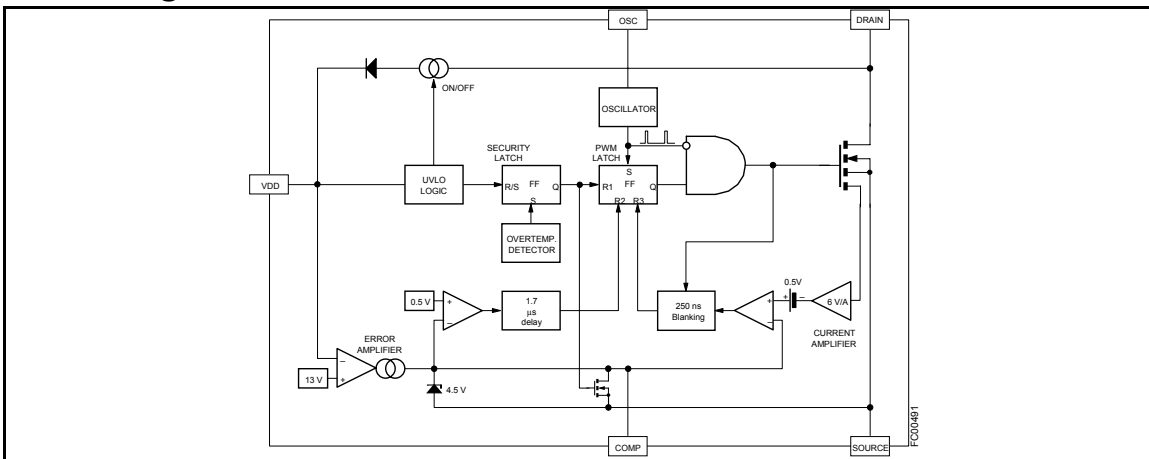 OSC
DRAIN
ON/OFF
OSCILLATOR
SECURITY
LATCH
PWM
LATCH
VDD
UVLO
LOGIC
R/S
FF
Q
S
R1
S
FF
Q
R2
R3
OVERTEMP.
DETECTOR
0.5 V
+
–
1.7
μs
delay
250 ns
Blanking
+
–
0.5V
+
–
6 V/A
CURRENT
AMPLIFIER
ERROR
AMPLIFIER
13 V
–
+
4.5 V
COMP
SOURCE
FC00491